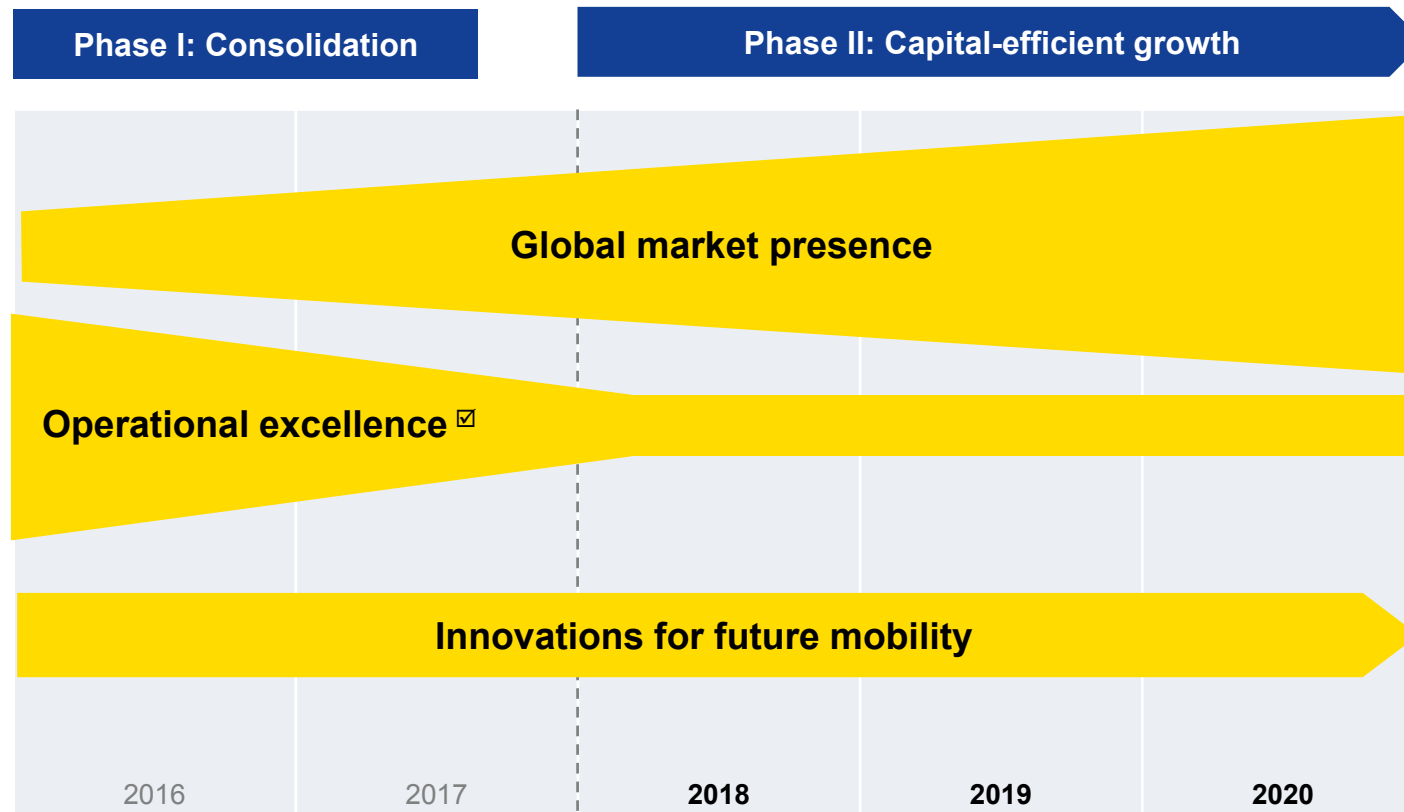 Phase I: Consolidation
Phase II: Capital-efficient growth
Global market presence
Operational excellence ☑
Innovations for future mobility
2016
2017
2018
2019
2020